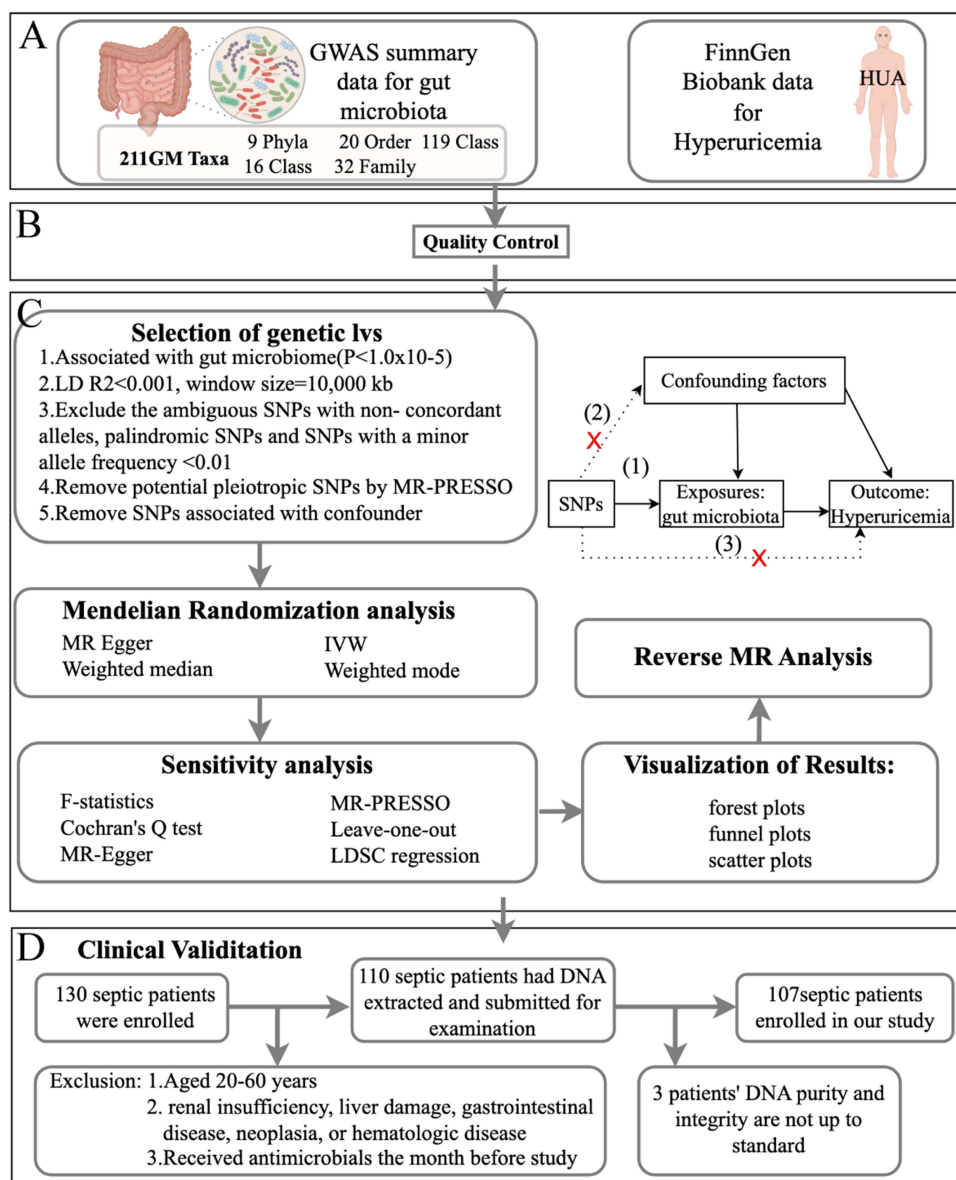 A
GWAS summary
data for gut
microbiota
211GM Taxa
9 Phyla
20 Order
119 Class
16 Class
32 Family
FinnGen
Biobank data
for
Hyperuricemia
HUA
B
Quality Control
C
Selection of genetic lvs
1.Associated with gut microbiome(P<1.0x10-5)
2.LD R2<0.001, window size=10,000 kb
3.Exclude the ambiguous SNPs with non- concordant
alleles, palindromic SNPs and SNPs with a minor
allele frequency <0.01
4.Remove potential pleiotropic SNPs by MR-PRESSO
5.Remove SNPs associated with confounder
Confounding factors
(2)
X
(1)
SNPs
Exposures:
gut microbiota
Outcome:
Hyperuricemia
(3)
X
Mendelian Randomization analysis
MR Egger
IVW
Weighted median
Weighted mode
Reverse MR Analysis
Sensitivity analysis
F-statistics
MR-PRESSO
Cochran's Q test
Leave-one-out
MR-Egger
LDSC regression
Visualization of Results:
forest plots
funnel plots
scatter plots
D
Clinical Validitation
130 septic patients
were enrolled
110 septic patients had DNA
extracted and submitted for
examination
107septic patients
enrolled in our study
Exclusion: 1.Aged 20-60 years
2. renal insufficiency, liver damage, gastrointestinal
disease, neoplasia, or hematologic disease
3.Received antimicrobials the month before study
3 patients' DNA purity and
integrity are not up to
standard